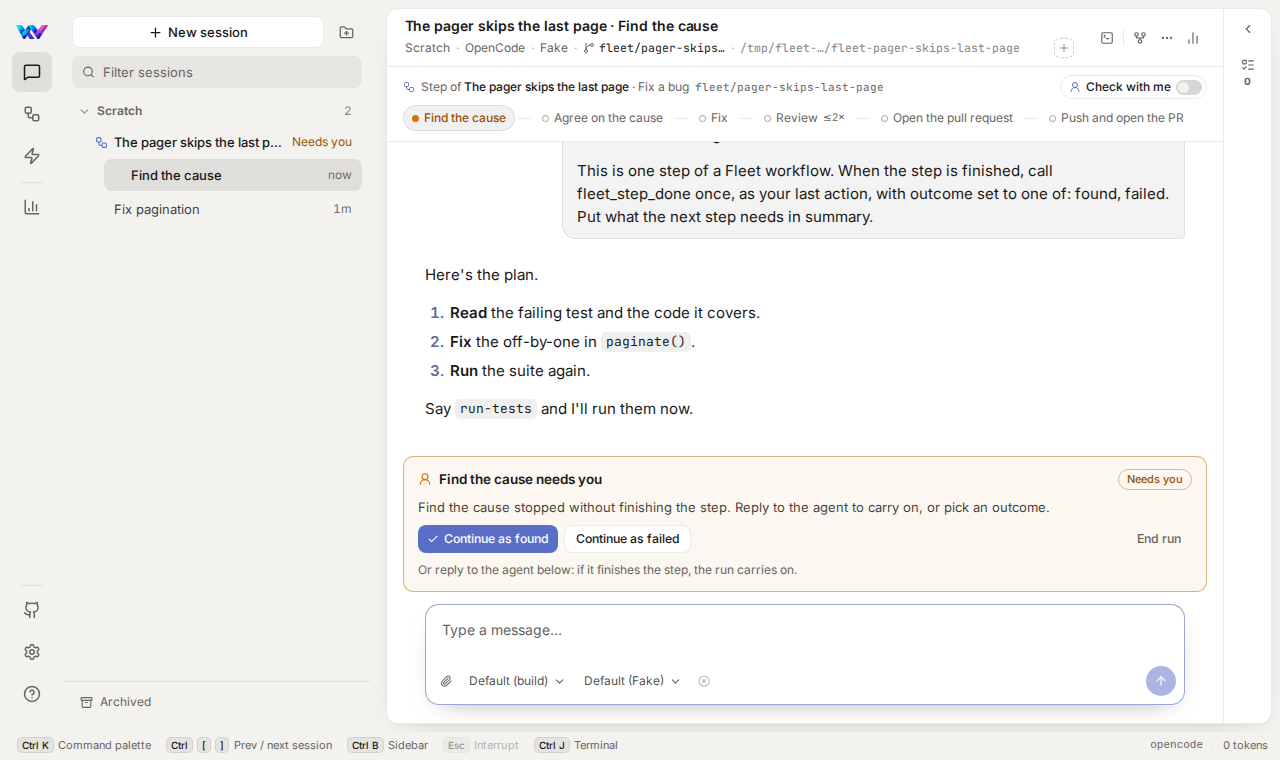 New session
Filter sessions
Scratch 2
The pager skips the last p... Needs you
Find the cause now
Fix pagination 1m
Archived
The pager skips the last page · Find the cause
Scratch · OpenCode · Fake · fleet/pager-skips… · /tmp/fleet-…/fleet-pager-skips-last-page
0
Step of The pager skips the last page · Fix a bug fleet/pager-skips-last-page
Check with me
Find the cause
Agree on the cause
Fix
Review ≤2×
Open the pull request
Push and open the PR
This is one step of a Fleet workflow. When the step is finished, call
fleet_step_done once, as your last action, with outcome set to one of: found, failed.
Put what the next step needs in summary.
Here's the plan.
1. Read the failing test and the code it covers.
2. Fix the off-by-one in paginate().
3. Run the suite again.
Say run-tests and I'll run them now.
Find the cause needs you
Needs you
Find the cause stopped without finishing the step. Reply to the agent to carry on, or pick an outcome.
Continue as found
Continue as failed
End run
Or reply to the agent below: if it finishes the step, the run carries on.
Type a message...
Default (build)
Default (Fake)
Ctrl K Command palette
Ctrl [ ] Prev / next session
Ctrl B Sidebar
Esc Interrupt
Ctrl J Terminal
opencode
0 tokens